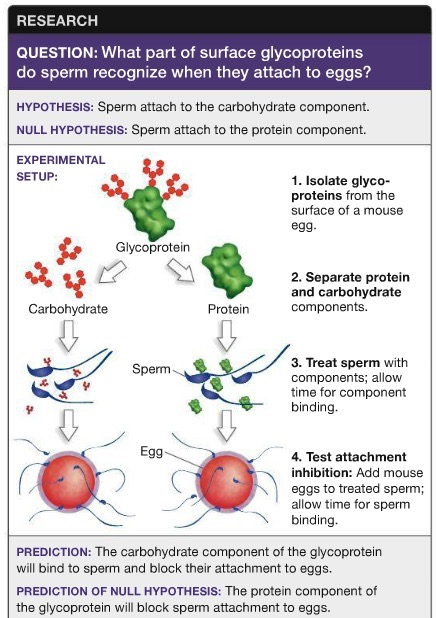 RESEARCH
QUESTION: What part of surface glycoproteins
do sperm recognize when they attach to eggs?
HYPOTHESIS: Sperm attach to the carbohydrate component.
NULL HYPOTHESIS: Sperm attach to the protein component.
EXPERIMENTAL
SETUP:
1. Isolate glyco-
proteins from the
surface of a mouse
egg.
Glycoprotein
2. Separate protein
and carbohydrate
components.
Carbohydrate
Protein
3. Treat sperm with
components; allow
time for component
binding.
Sperm
4. Test attachment
inhibition: Add mouse
eggs to treated sperm;
allow time for sperm
binding.
Egg
PREDICTION: The carbohydrate component of the glycoprotein
will bind to sperm and block their attachment to eggs.
PREDICTION OF NULL HYPOTHESIS: The protein component of
the glycoprotein will block sperm attachment to eggs.